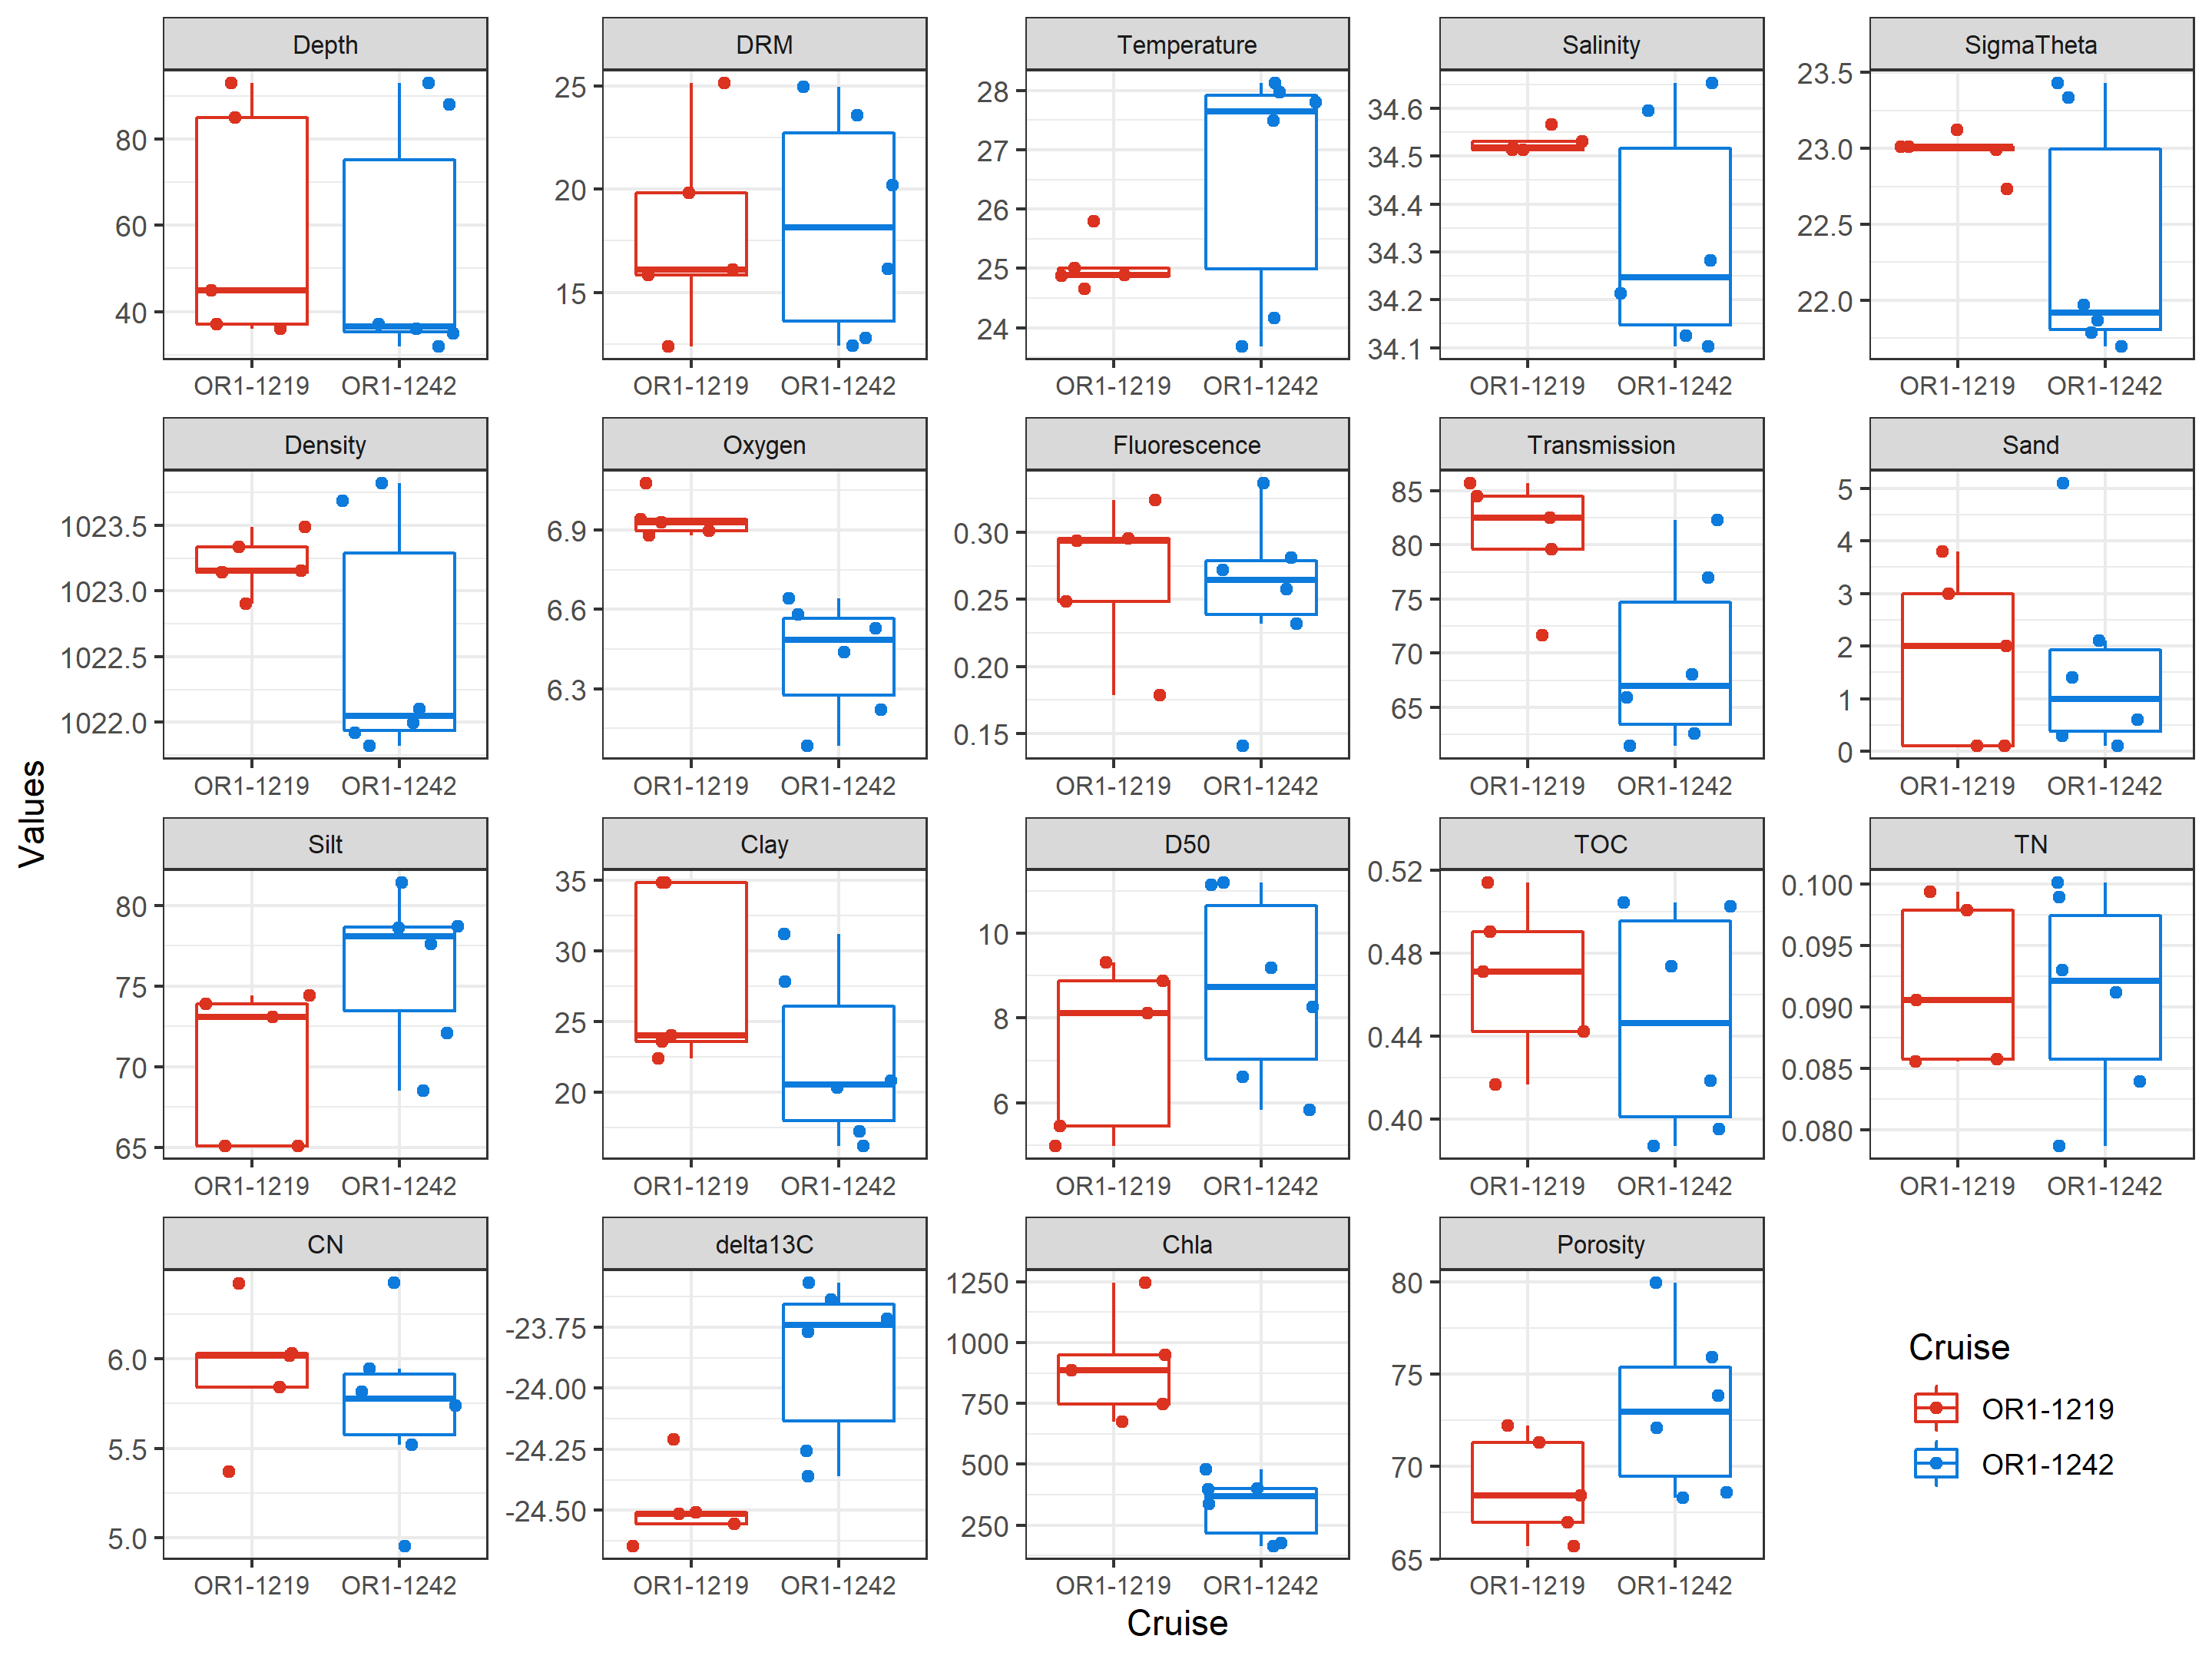 Depth DRM Temperature Salinity SigmaTheta
80 60 40 25 20 15 28 27 26 25 24 34.6 34.5 34.4 34.3 34.2 34.1 23.5 23.0 22.5 22.0
OR1-1219 OR1-1242 OR1-1219 OR1-1242 OR1-1219 OR1-1242 OR1-1219 OR1-1242 OR1-1219 OR1-1242
Density Oxygen Fluorescence Transmission Sand
1023.5 1023.0 1022.5 1022.0 6.9 6.6 6.3 0.30 0.25 0.20 0.15 85 80 75 70 65 5 4 3 2 1 0
OR1-1219 OR1-1242 OR1-1219 OR1-1242 OR1-1219 OR1-1242 OR1-1219 OR1-1242 OR1-1219 OR1-1242
Values
Silt Clay D50 TOC TN
80 75 70 65 35 30 25 20 10 8 6 0.52 0.48 0.44 0.40 0.100 0.095 0.090 0.085 0.080
OR1-1219 OR1-1242 OR1-1219 OR1-1242 OR1-1219 OR1-1242 OR1-1219 OR1-1242 OR1-1219 OR1-1242
CN delta13C Chla Porosity
6.0 5.5 5.0 -23.75 -24.00 -24.25 -24.50 1250 1000 750 500 250 80 75 70 65
OR1-1219 OR1-1242 OR1-1219 OR1-1242 OR1-1219 OR1-1242 OR1-1219 OR1-1242
Cruise
Cruise
OR1-1219
OR1-1242